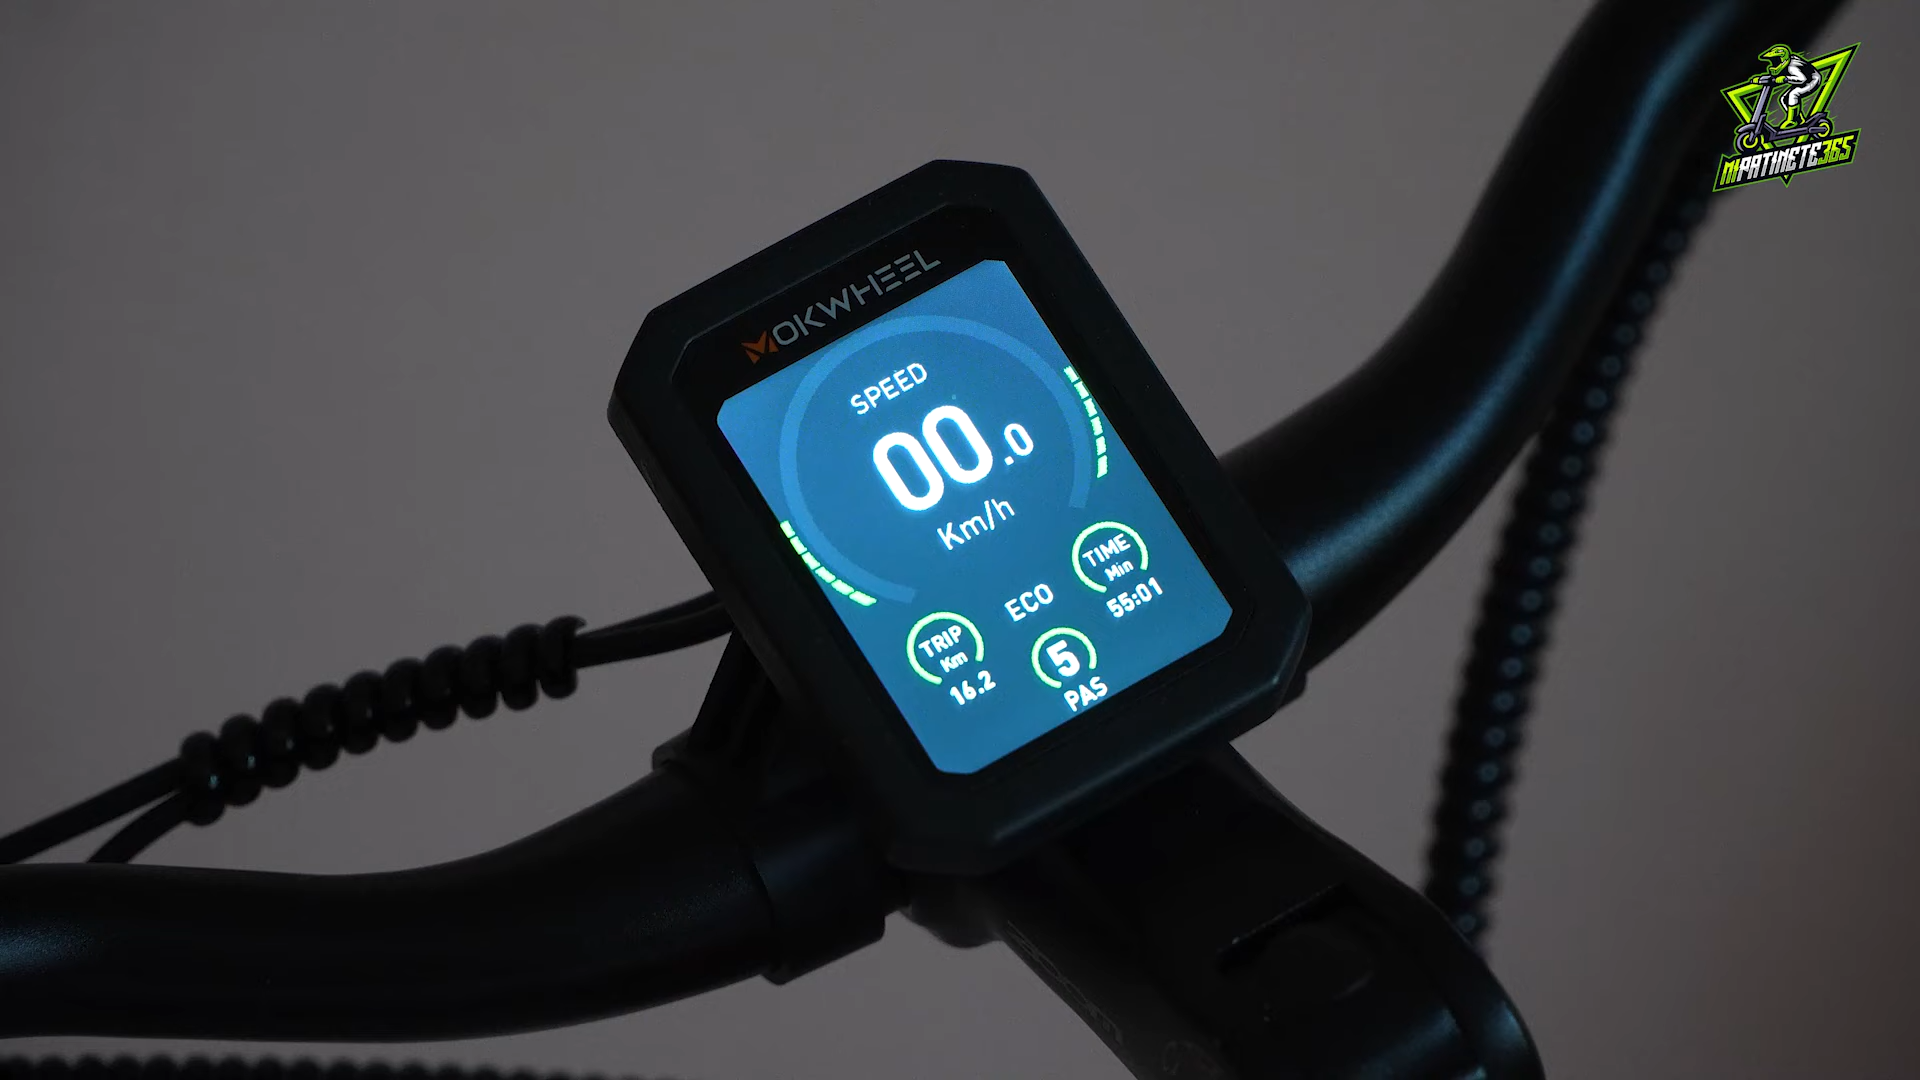 MIPATINETE365
MOKWHEEL
SPEED
00.0
Km/h
TIME
Min
55:01
ECO
TRIP
Km
16.2
5
PAS